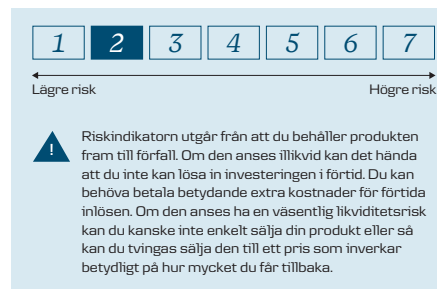 1 2 3 4 5 6 7
Lägre risk Högre risk
! Riskindikatorn utgår från att du behåller produkten
fram till förfall. Om den anses illikvid kan det hända
att du inte kan lösa in investeringen i förtid. Du kan
behöva betala betydande extra kostnader för förtida
inlösen. Om den anses ha en väsentlig likviditetsrisk
kan du kanske inte enkelt sälja din produkt eller så
kan du tvingas sälja den till ett pris som inverkar
betydligt på hur mycket du får tillbaka.